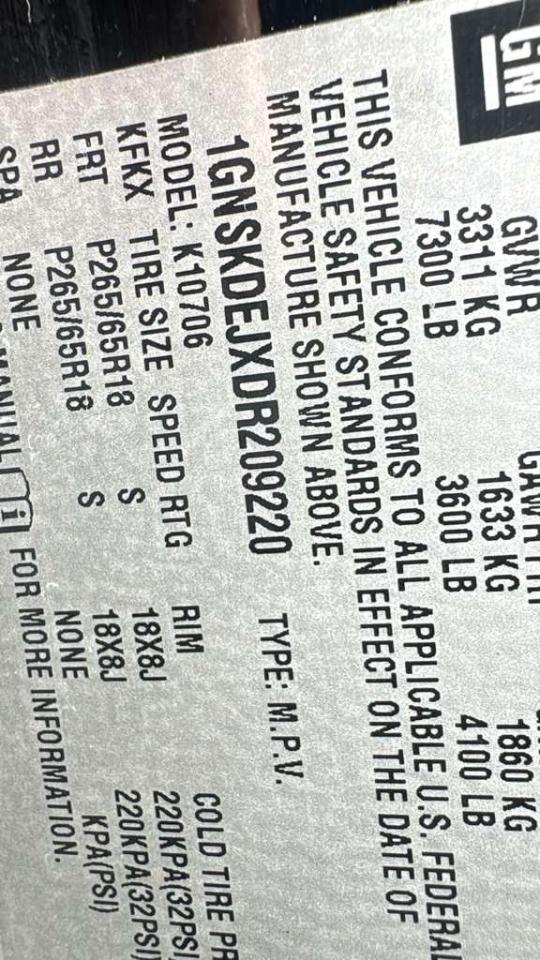 GM
GVWR
3311 KG 1633 KG 1860 KG
7300 LB 3600 LB 4100 LB
THIS VEHICLE CONFORMS TO ALL APPLICABLE U.S. FEDERAL
VEHICLE SAFETY STANDARDS IN EFFECT ON THE DATE OF
MANUFACTURE SHOWN ABOVE.
1GNSKDEJXDR209220 TYPE: M.P.V.
MODEL: K10706
KFKX TIRE SIZE SPEED RTG RIM COLD TIRE
FRT P265/65R18 S 18X8J 220KPA(32PSI)
RR P265/65R18 S 18X8J 220KPA(32PSI)
SPA NONE NONE KPA(PSI)
MANUAL i FOR MORE INFORMATION.